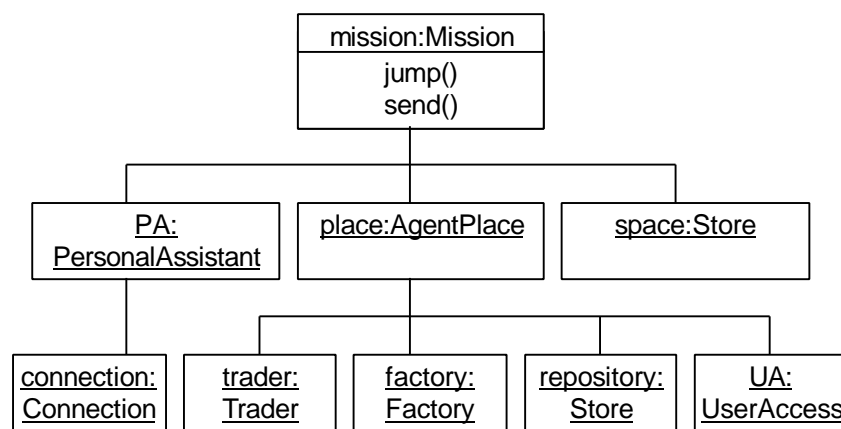 mission:Mission
jump()
send()
PA:
PersonalAssistant
place:AgentPlace
space:Store
connection:
Connection
trader:
Trader
factory:
Factory
repository:
Store
UA:
UserAccess